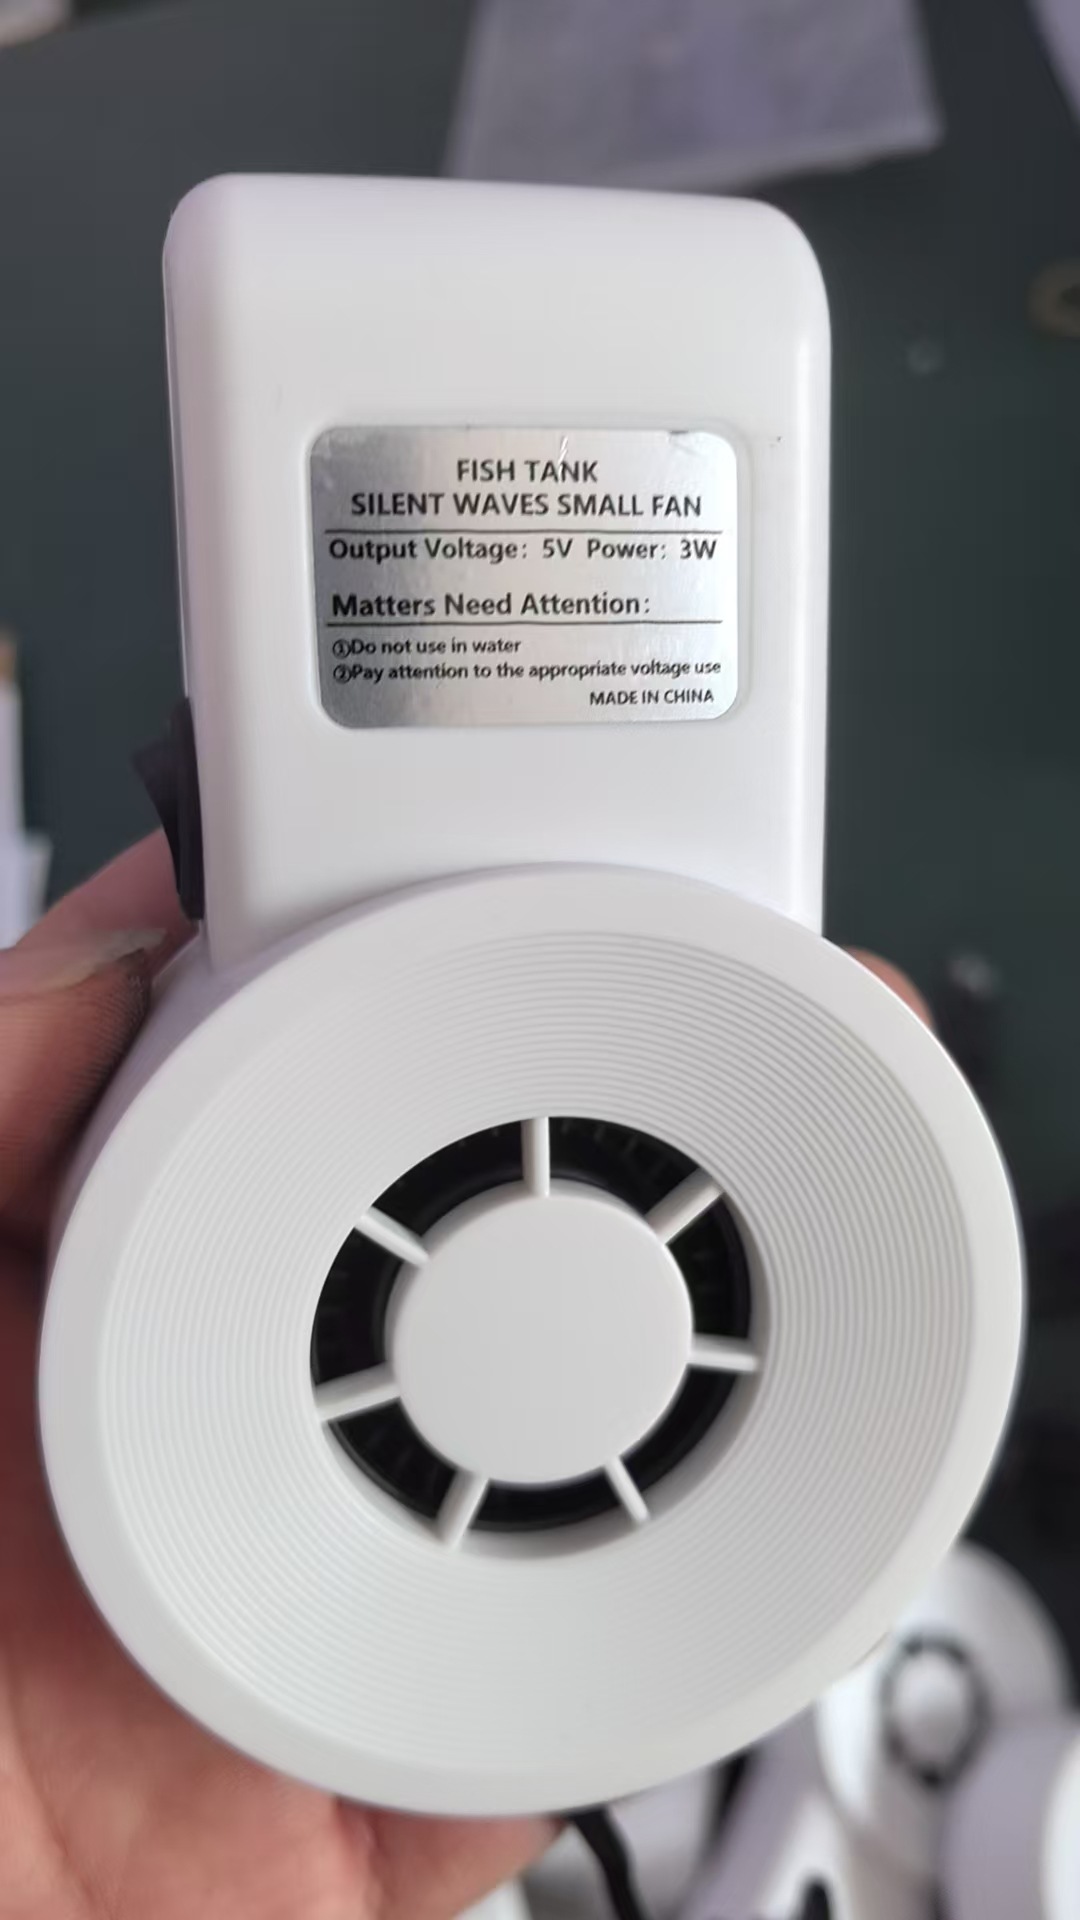 FISH TANK
SILENT WAVES SMALL FAN
Output Voltage: 5V Power: 3W
Matters Need Attention:
①Do not use in water
②Pay attention to the appropriate voltage use
MADE IN CHINA